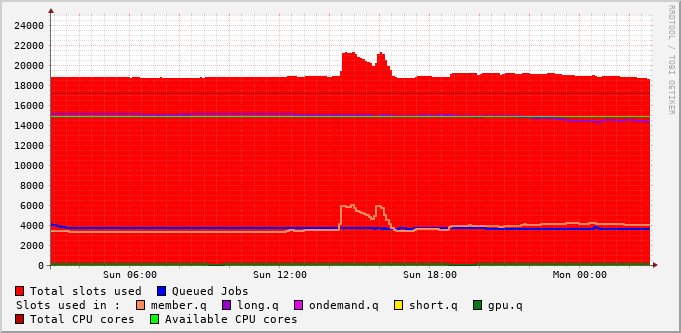 RRDTOOL / TOBI OETIKER
24000
22000
20000
18000
16000
14000
12000
10000
8000
6000
4000
2000
0
Sun 06:00 Sun 12:00 Sun 18:00 Mon 00:00
Total slots used Queued Jobs
Slots used in : member.q long.q ondemand.q short.q gpu.q
Total CPU cores Available CPU cores